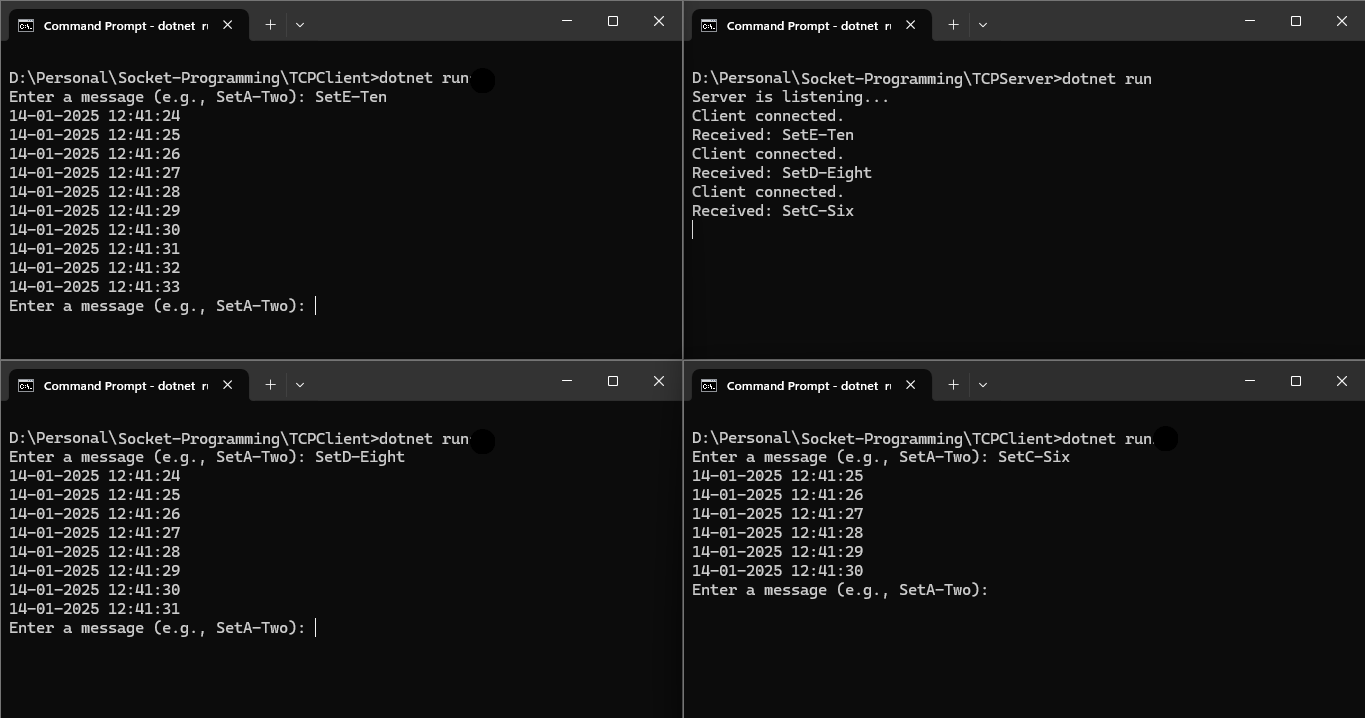 Command Prompt - dotnet r
D:\Personal\Socket-Programming\TCPClient>dotnet run
Enter a message (e.g., SetA-Two): SetE-Ten
14-01-2025 12:41:24
14-01-2025 12:41:25
14-01-2025 12:41:26
14-01-2025 12:41:27
14-01-2025 12:41:28
14-01-2025 12:41:29
14-01-2025 12:41:30
14-01-2025 12:41:31
14-01-2025 12:41:32
14-01-2025 12:41:33
Enter a message (e.g., SetA-Two):
Command Prompt - dotnet r
D:\Personal\Socket-Programming\TCPServer>dotnet run
Server is listening...
Client connected.
Received: SetE-Ten
Client connected.
Received: SetD-Eight
Client connected.
Received: SetC-Six
Command Prompt - dotnet r
D:\Personal\Socket-Programming\TCPClient>dotnet run
Enter a message (e.g., SetA-Two): SetD-Eight
14-01-2025 12:41:24
14-01-2025 12:41:25
14-01-2025 12:41:26
14-01-2025 12:41:27
14-01-2025 12:41:28
14-01-2025 12:41:29
14-01-2025 12:41:30
14-01-2025 12:41:31
Enter a message (e.g., SetA-Two):
Command Prompt - dotnet r
D:\Personal\Socket-Programming\TCPClient>dotnet run
Enter a message (e.g., SetA-Two): SetC-Six
14-01-2025 12:41:25
14-01-2025 12:41:26
14-01-2025 12:41:27
14-01-2025 12:41:28
14-01-2025 12:41:29
14-01-2025 12:41:30
Enter a message (e.g., SetA-Two):